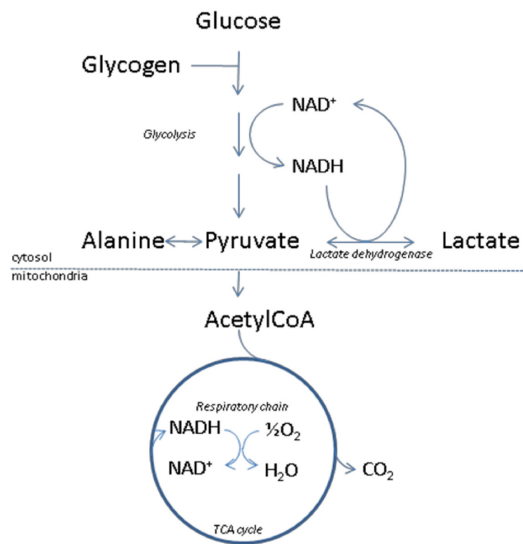 Glucose
Glycogen
NAD⁺
Glycolysis
NADH
Alanine Pyruvate Lactate
Lactate dehydrogenase
cytosol
mitochondria
AcetylCoA
Respiratory chain
NADH ½O₂
NAD⁺ H₂O CO₂
TCA cycle